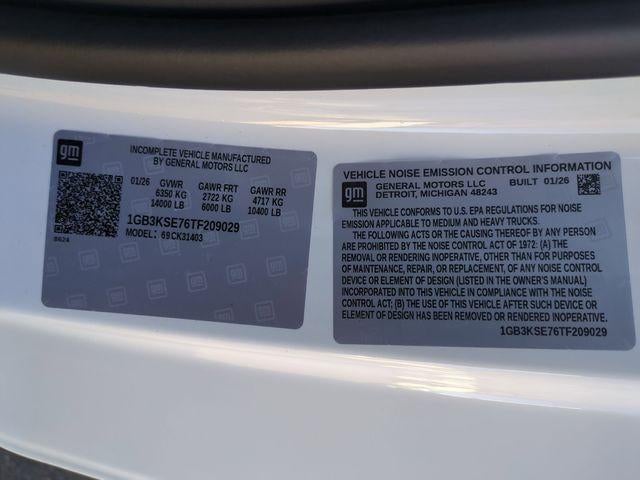 gm
INCOMPLETE VEHICLE MANUFACTURED
BY GENERAL MOTORS LLC
01/26 GVWR GAWR FRT GAWR RR
6350 KG 2722 KG 4717 KG
14000 LB 6000 LB 10400 LB
1GB3KSE76TF209029
MODEL: 69CK31403
VEHICLE NOISE EMISSION CONTROL INFORMATION
gm
GENERAL MOTORS LLC BUILT 01/26
DETROIT, MICHIGAN 48243
THIS VEHICLE CONFORMS TO U.S. EPA REGULATIONS FOR NOISE
EMISSION APPLICABLE TO MEDIUM AND HEAVY TRUCKS.
THE FOLLOWING ACTS OR THE CAUSING THEREOF BY ANY PERSON
ARE PROHIBITED BY THE NOISE CONTROL ACT OF 1972: (A) THE
REMOVAL OR RENDERING INOPERATIVE, OTHER THAN FOR PURPOSES
OF MAINTENANCE, REPAIR, OR REPLACEMENT, OF ANY NOISE CONTROL
DEVICE OR ELEMENT OF DESIGN (LISTED IN THE OWNER'S MANUAL)
INCORPORATED INTO THIS VEHICLE IN COMPLIANCE WITH THE NOISE
CONTROL ACT; (B) THE USE OF THIS VEHICLE AFTER SUCH DEVICE OR
ELEMENT OF DESIGN HAS BEEN REMOVED OR RENDERED INOPERATIVE.
1GB3KSE76TF209029